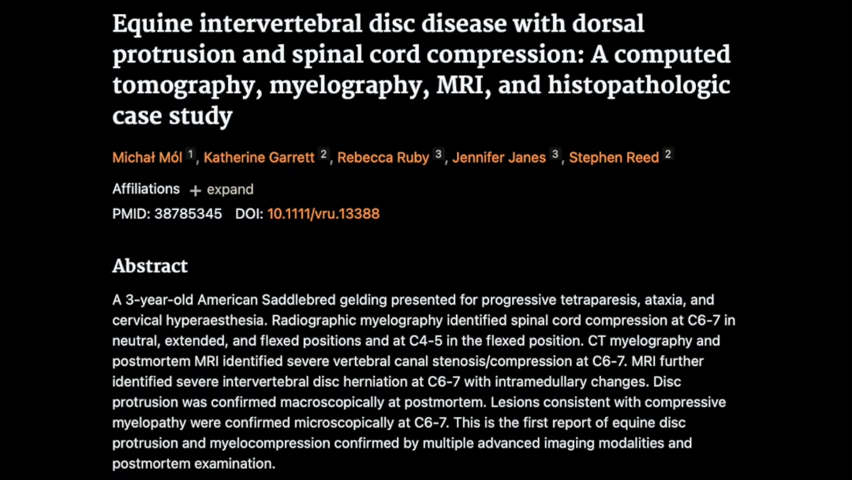 Equine intervertebral disc disease with dorsal
protrusion and spinal cord compression: A computed
tomography, myelography, MRI, and histopathologic
case study
Michał Mól 1, Katherine Garrett 2, Rebecca Ruby 3, Jennifer Janes 3, Stephen Reed 2
Affiliations + expand
PMID: 38785345 DOI: 10.1111/vru.13388
Abstract
A 3-year-old American Saddlebred gelding presented for progressive tetraparesis, ataxia, and
cervical hyperaesthesia. Radiographic myelography identified spinal cord compression at C6-7 in
neutral, extended, and flexed positions and at C4-5 in the flexed position. CT myelography and
postmortem MRI identified severe vertebral canal stenosis/compression at C6-7. MRI further
identified severe intervertebral disc herniation at C6-7 with intramedullary changes. Disc
protrusion was confirmed macroscopically at postmortem. Lesions consistent with compressive
myelopathy were confirmed microscopically at C6-7. This is the first report of equine disc
protrusion and myelocompression confirmed by multiple advanced imaging modalities and
postmortem examination.